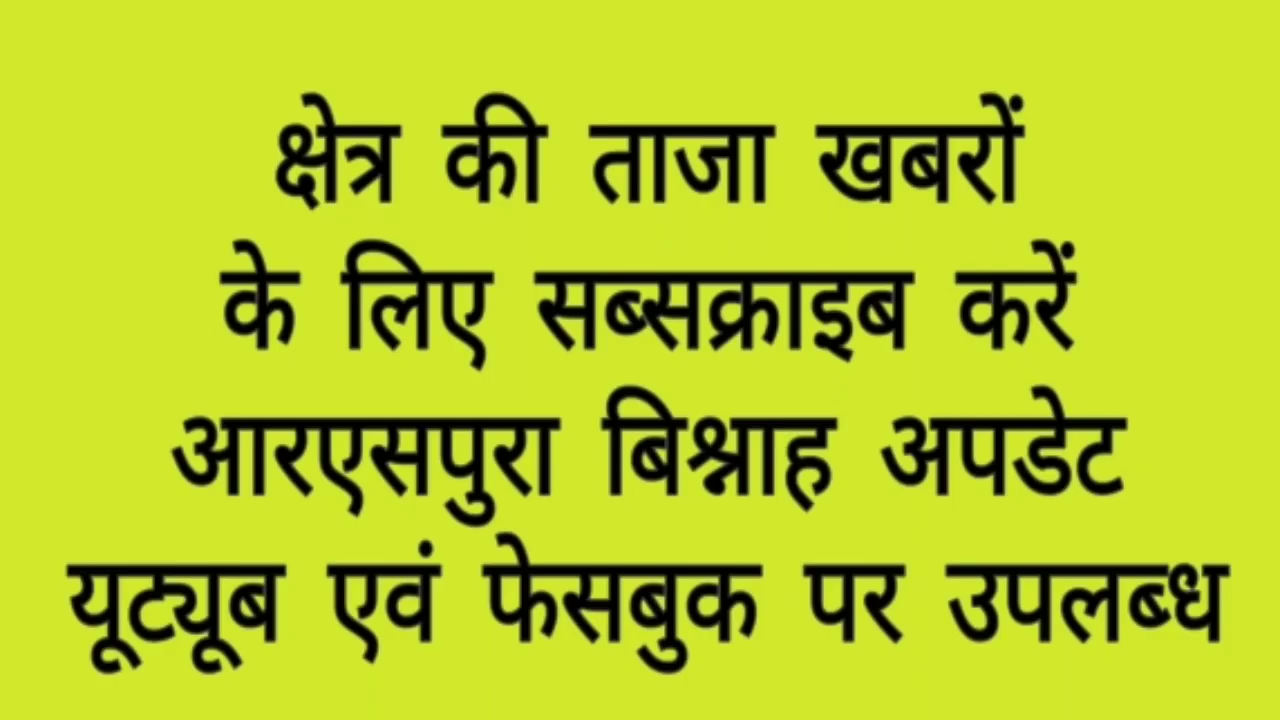 क्षेत्र की ताजा खबरों
के लिए सब्सक्राइब करें
आरएसपुरा बिश्नाह अपडेट
यूट्यूब एवं फेसबुक पर उपलब्ध